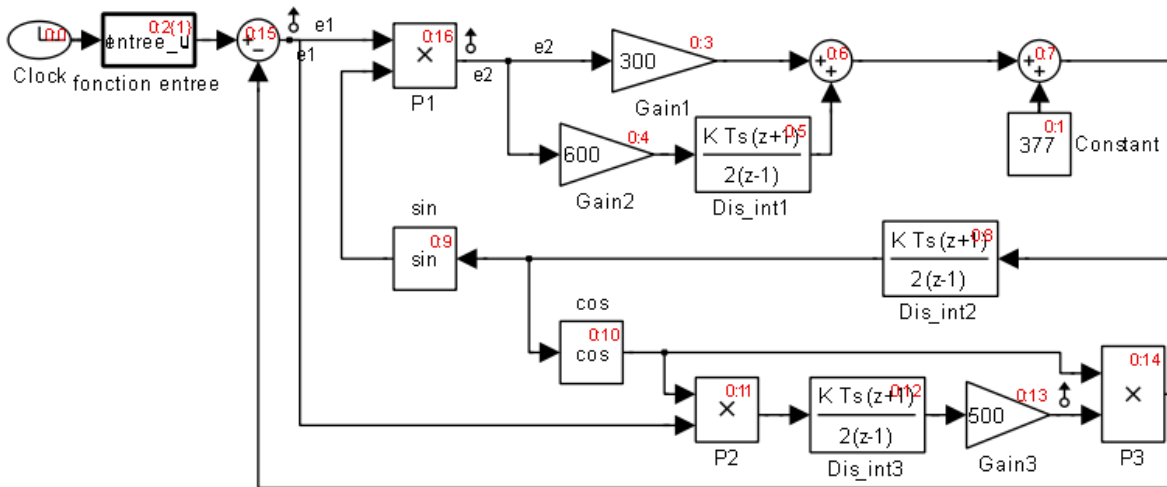 0:0
Clock
0:2{1}
entree_u
fonction entree
0:15
+
−
e1
e1
0:16
×
P1
e2
e2
0:3
300
Gain1
0:4
600
Gain2
0:5
K Ts(z+1)
2(z-1)
Dis_int1
0:6
++
0:7
++
0:1
377
Constant
sin
0:9
sin
0:8
K Ts(z+1)
2(z-1)
Dis_int2
cos
0:10
cos
0:11
×
P2
0:12
K Ts(z+1)
2(z-1)
Dis_int3
0:13
500
Gain3
0:14
×
P3